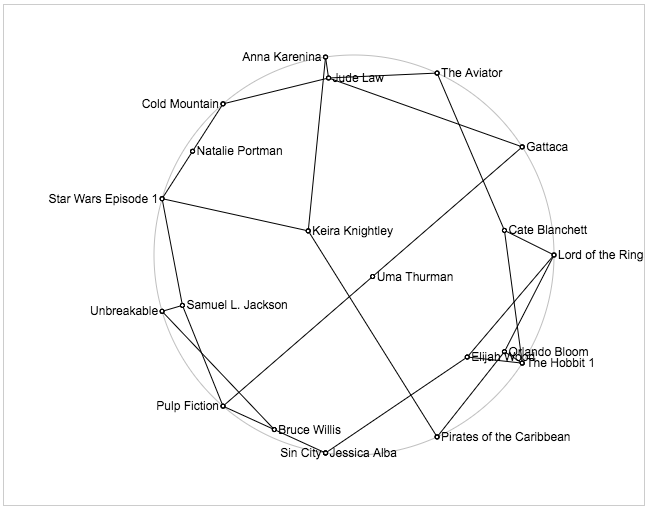 Anna Karenina
Jude Law
The Aviator
Cold Mountain
Gattaca
Natalie Portman
Star Wars Episode 1
Keira Knightley
Cate Blanchett
Lord of the Ring
Uma Thurman
Samuel L. Jackson
Unbreakable
Orlando Bloom
Elijah Wood
The Hobbit 1
Pulp Fiction
Bruce Willis
Pirates of the Caribbean
Sin City
Jessica Alba